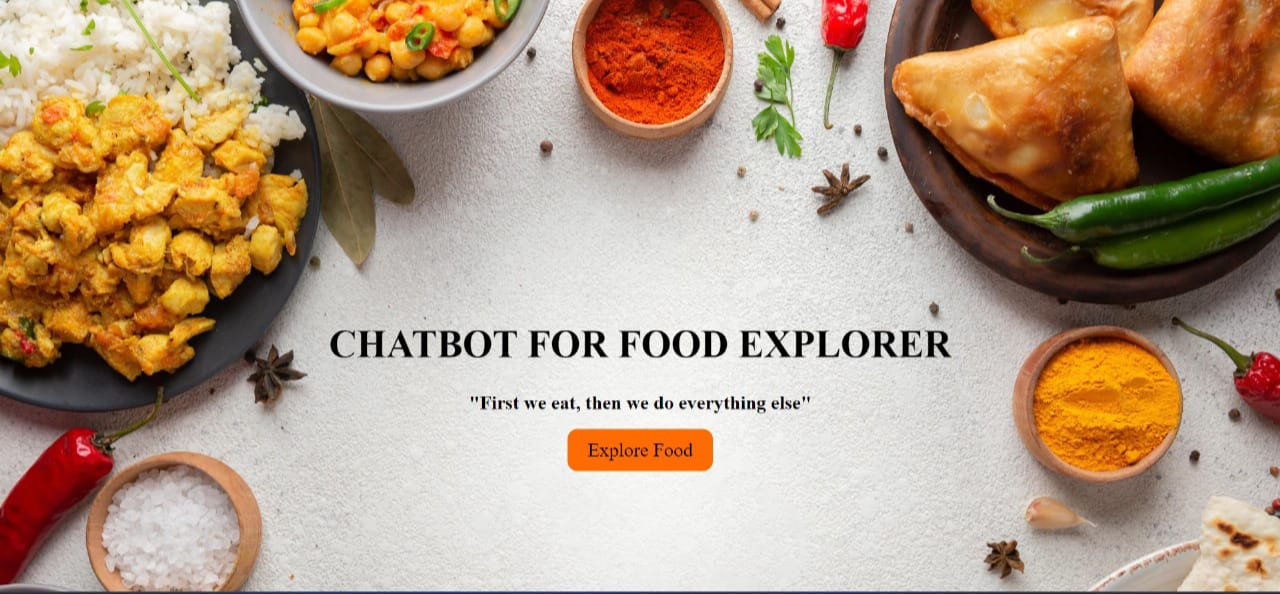 CHATBOT FOR FOOD EXPLORER
"First we eat, then we do everything else"
Explore Food